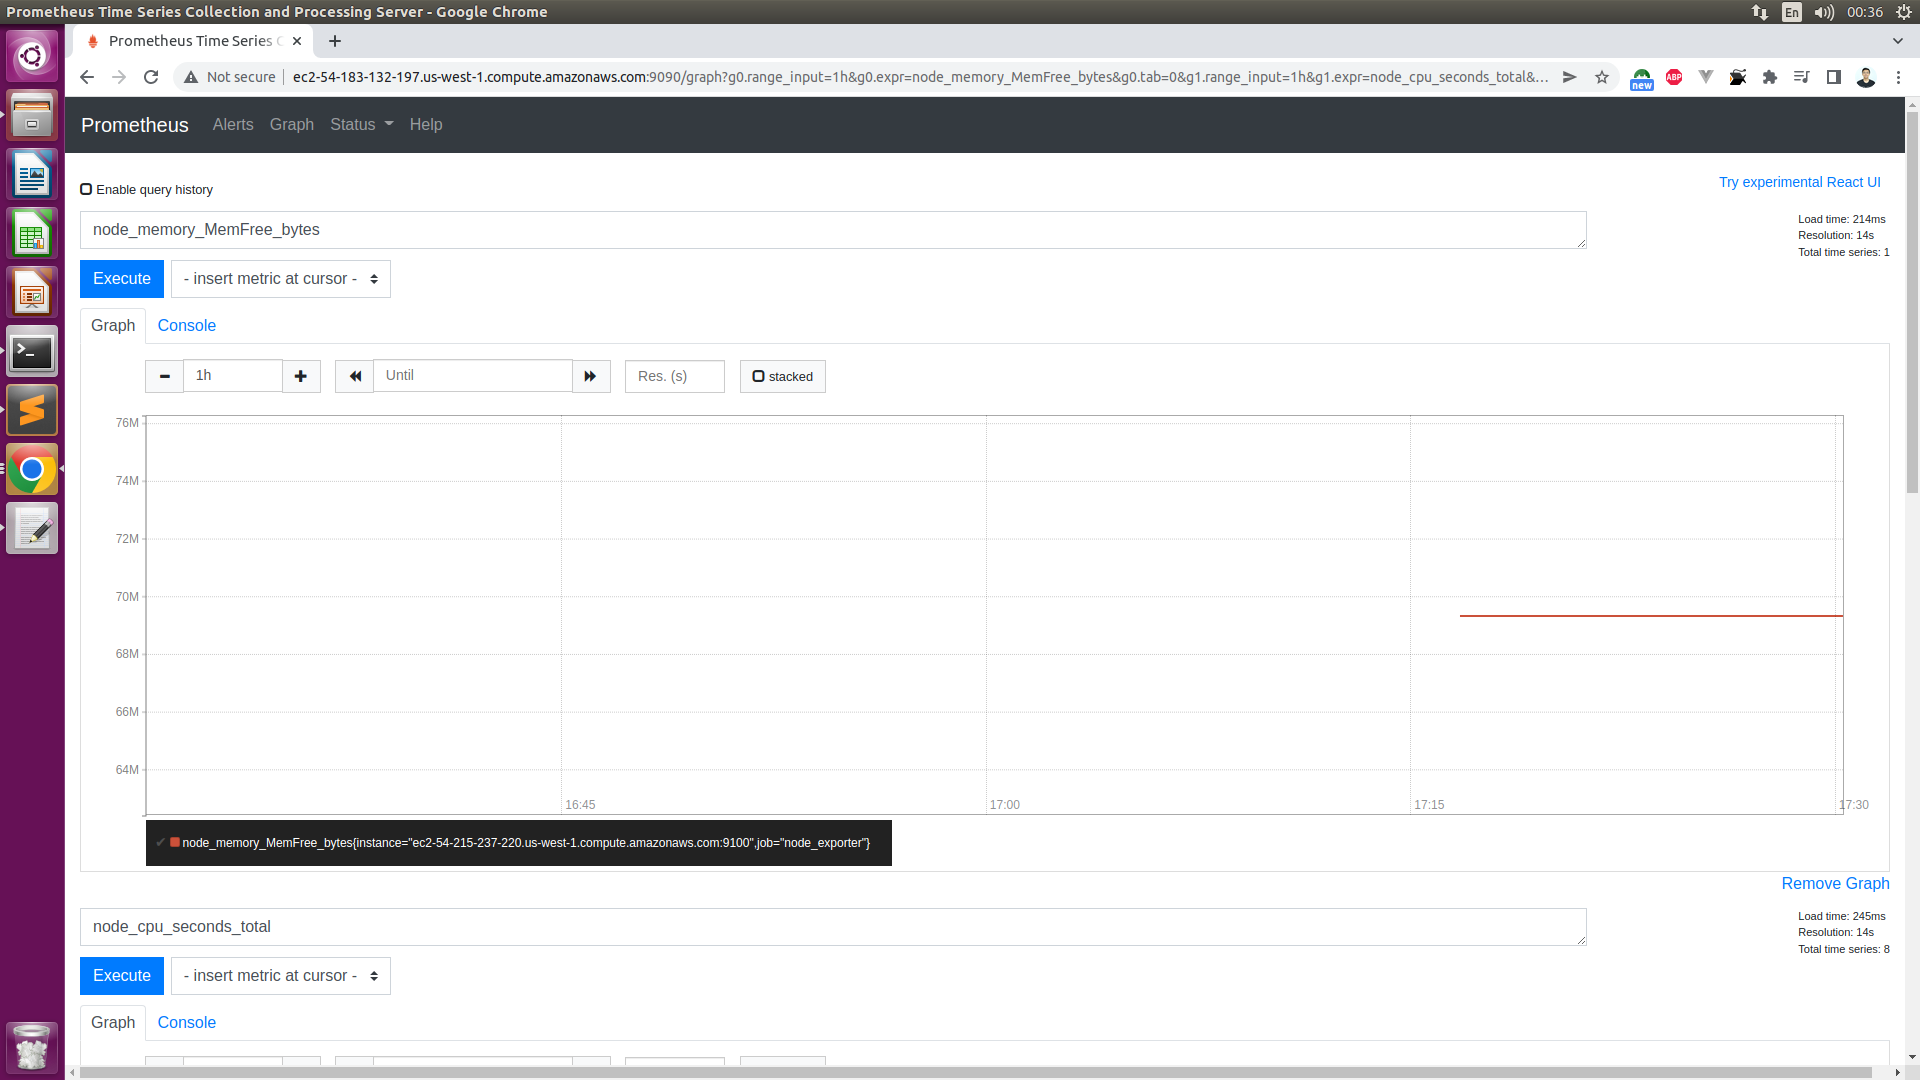 Prometheus Time Series Collection and Processing Server - Google Chrome
En
00:36
Prometheus Time Series
Not secure
ec2-54-183-132-197.us-west-1.compute.amazonaws.com:9090/graph?g0.range_input=1h&g0.expr=node_memory_MemFree_bytes&g0.tab=0&g1.range_input=1h&g1.expr=node_cpu_seconds_total&...
new
ABP
Prometheus Alerts Graph Status Help
Enable query history
Try experimental React UI
node_memory_MemFree_bytes
Load time: 214ms
Resolution: 14s
Total time series: 1
Execute
- insert metric at cursor -
Graph
Console
1h
Until
Res. (s)
stacked
76M
74M
72M
70M
68M
66M
64M
16:45
17:00
17:15
17:30
✔ node_memory_MemFree_bytes{instance="ec2-54-215-237-220.us-west-1.compute.amazonaws.com:9100",job="node_exporter"}
Remove Graph
node_cpu_seconds_total
Load time: 245ms
Resolution: 14s
Total time series: 8
Execute
- insert metric at cursor -
Graph
Console